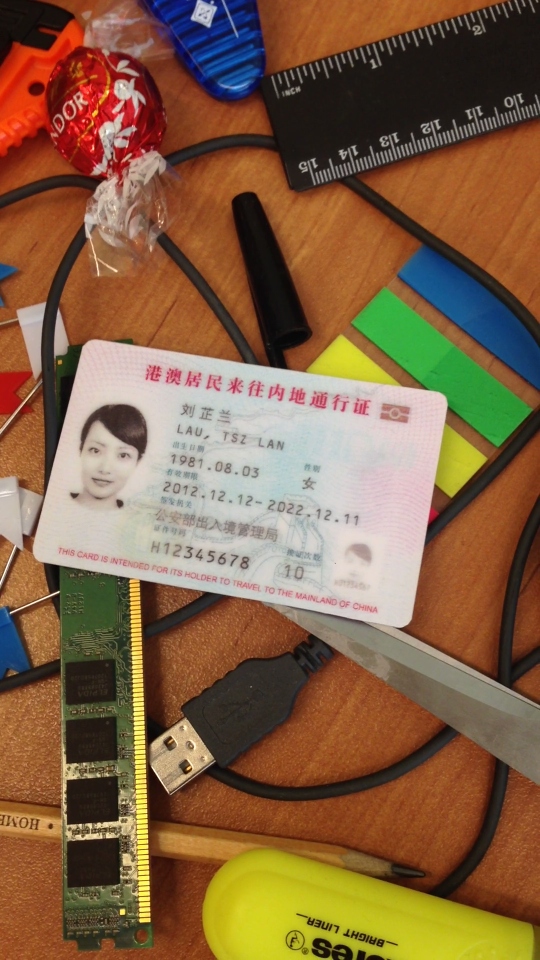 DOR
INCH
1 2
15 14 13 12 11 10
港澳居民来往内地通行证
刘芷兰
LAU, TSZ LAN
出生日期 性别
1981.08.03 女
有效期限
2012.12.12-2022.12.11
签发机关
公安部出入境管理局
证件号码 换证次数
H12345678 10
THIS CARD IS INTENDED FOR ITS HOLDER TO TRAVEL TO THE MAINLAND OF CHINA
HOME
BRIGHT LINER